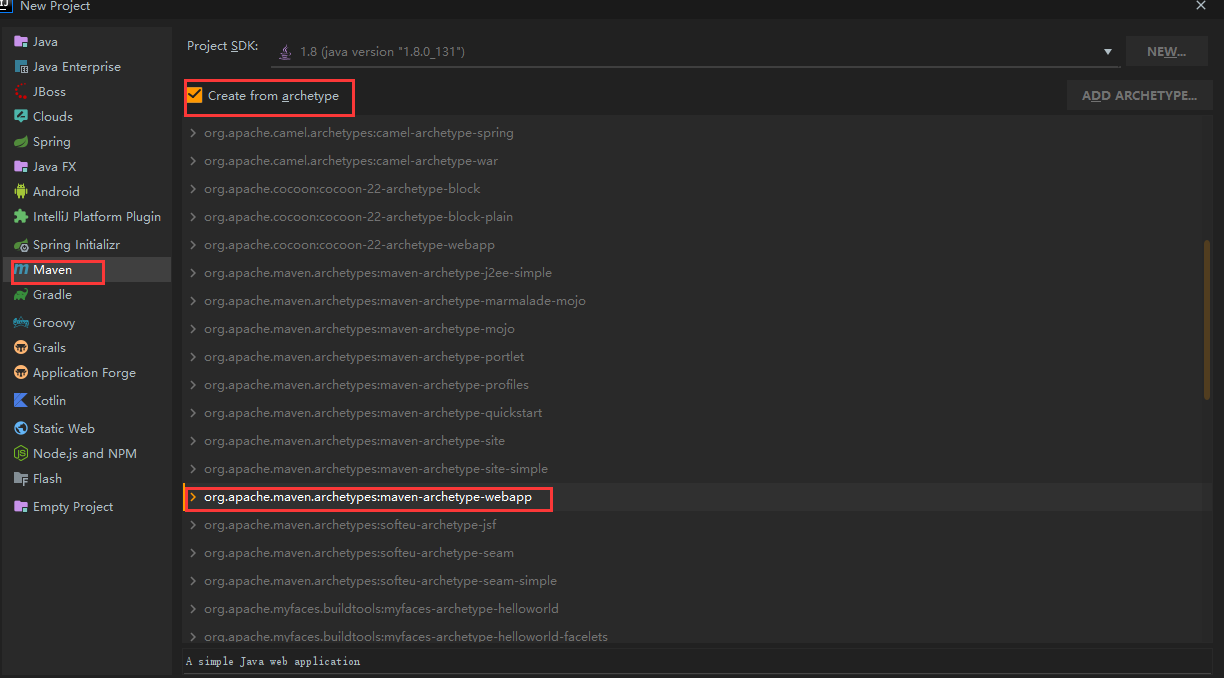 New Project
Java
Java Enterprise
JBoss
Clouds
Spring
Java FX
Android
IntelliJ Platform Plugin
Spring Initializr
Maven
Gradle
Groovy
Grails
Application Forge
Kotlin
Static Web
Node.js and NPM
Flash
Empty Project
Project SDK:
1.8 (java version "1.8.0_131")
NEW...
Create from archetype
ADD ARCHETYPE...
org.apache.camel.archetypes:camel-archetype-spring
org.apache.camel.archetypes:camel-archetype-war
org.apache.cocoon:cocoon-22-archetype-block
org.apache.cocoon:cocoon-22-archetype-block-plain
org.apache.cocoon:cocoon-22-archetype-webapp
org.apache.maven.archetypes:maven-archetype-j2ee-simple
org.apache.maven.archetypes:maven-archetype-marmalade-mojo
org.apache.maven.archetypes:maven-archetype-mojo
org.apache.maven.archetypes:maven-archetype-portlet
org.apache.maven.archetypes:maven-archetype-profiles
org.apache.maven.archetypes:maven-archetype-quickstart
org.apache.maven.archetypes:maven-archetype-site
org.apache.maven.archetypes:maven-archetype-site-simple
org.apache.maven.archetypes:maven-archetype-webapp
org.apache.maven.archetypes:softeu-archetype-jsf
org.apache.maven.archetypes:softeu-archetype-seam
org.apache.maven.archetypes:softeu-archetype-seam-simple
org.apache.myfaces.buildtools:myfaces-archetype-helloworld
org.apache.myfaces.buildtools:myfaces-archetype-helloworld-facelets
A simple Java web application